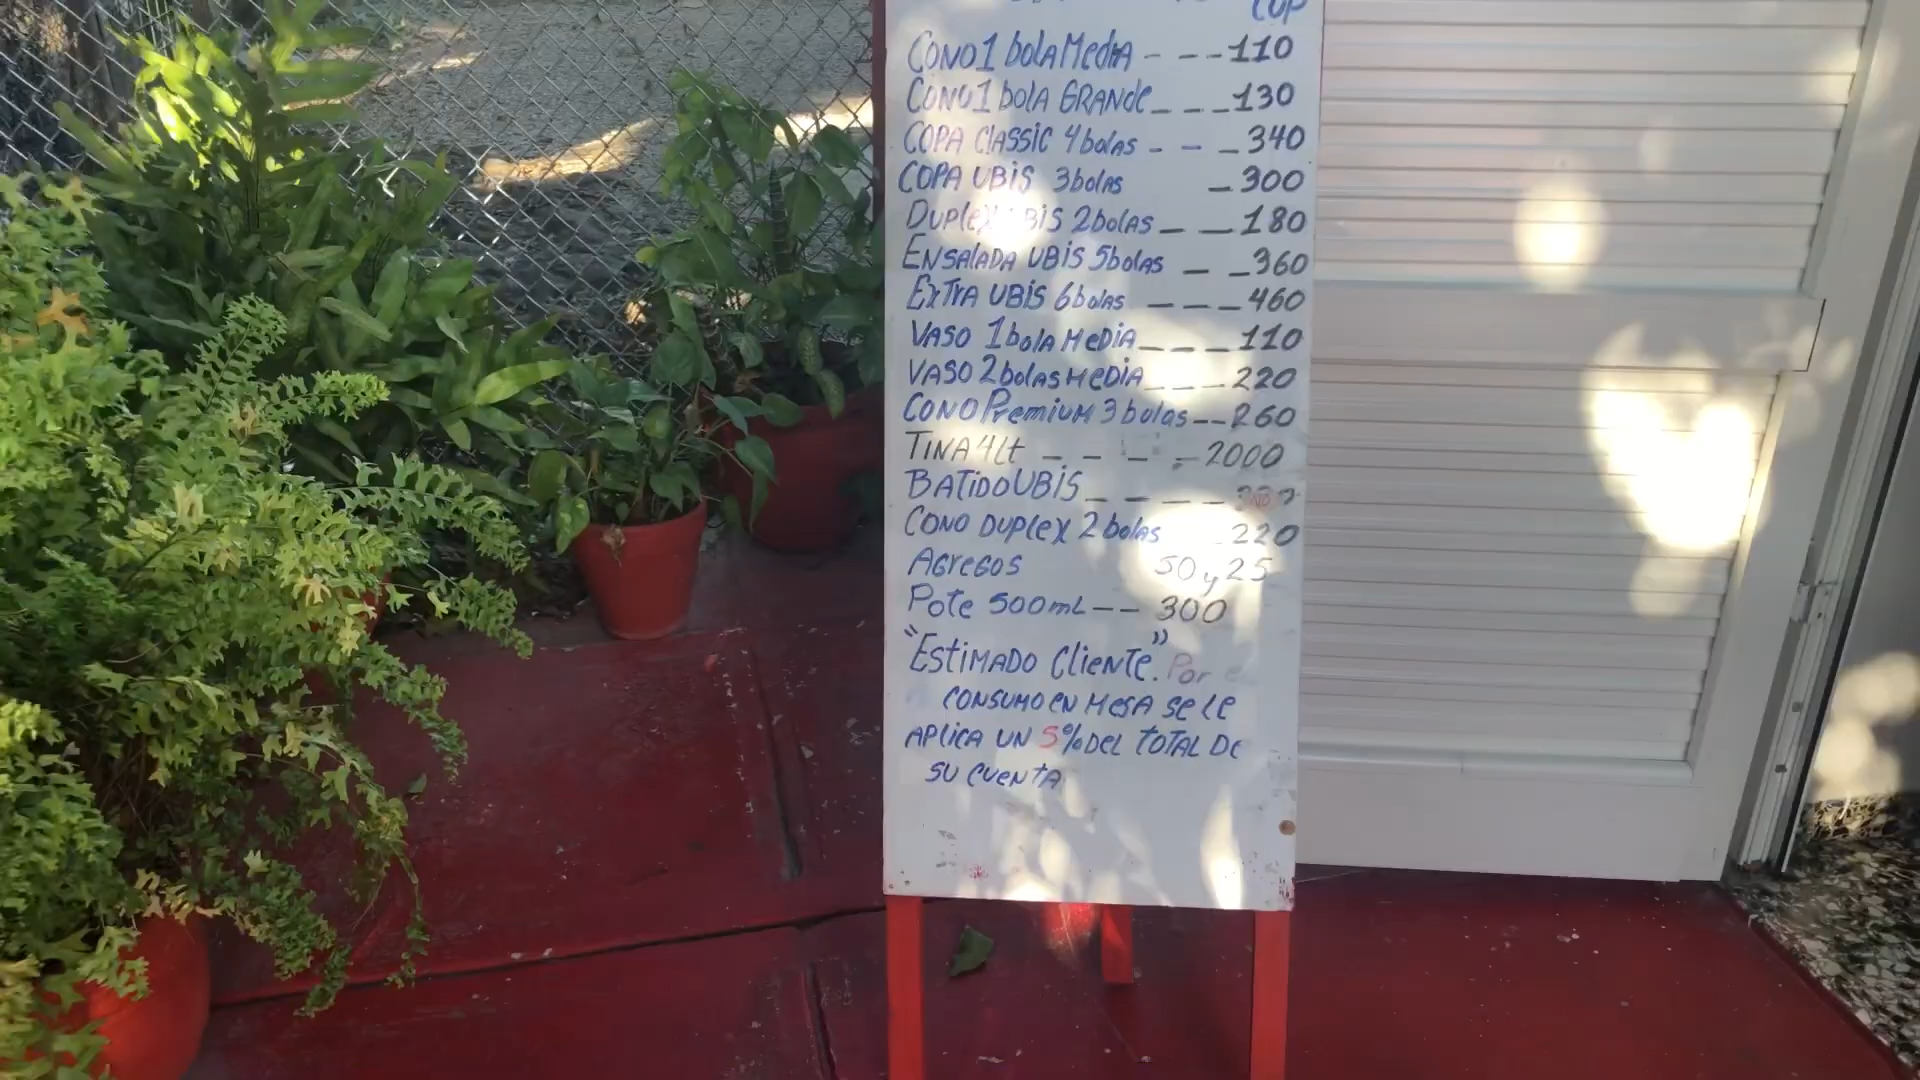 CUP
CONO 1 bolA MediA - - - 110
CONO 1 bolA GRANde _ _ _ 130
COPA ClASSiC 4 bolAs - - _ 340
COPA UBiS 3 bolAs _ 300
DUPleX UBiS 2 bolAs _ _ 180
ENSAlADA UBiS 5 bolAs _ _ 360
EXTRA UBiS 6 bolAs _ _ _ 460
VASO 1 bolA MeDiA _ _ _ 110
VASO 2 bolAs MeDiA _ _ _ 220
CONO PremiUM 3 bolas -- 260
TINA 4Lt _ _ _ - 2000
BATiDO UBiS _ _ _ _ NO
CONO DUPleX 2 bolAs _ 220
AGreGOS 50 y 25
Pote 500mL -- 300
"EStiMADO ClieNTe". Por e
CONSUMO eN MeSA Se Le
APliCA UN 5% Del TOTAL De
SU CUeNtA